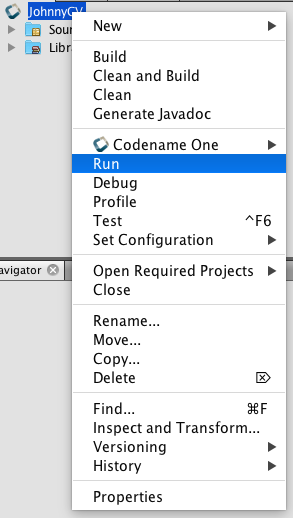 JohnnyCV
New
Sour
Build
Libra
Clean and Build
Clean
Generate Javadoc
Codename One
Run
Debug
Profile
Test ^F6
Set Configuration
avigator
Open Required Projects
Close
Rename...
Move...
Copy...
Delete ⌦
Find... ⌘F
Inspect and Transform...
Versioning
History
Properties